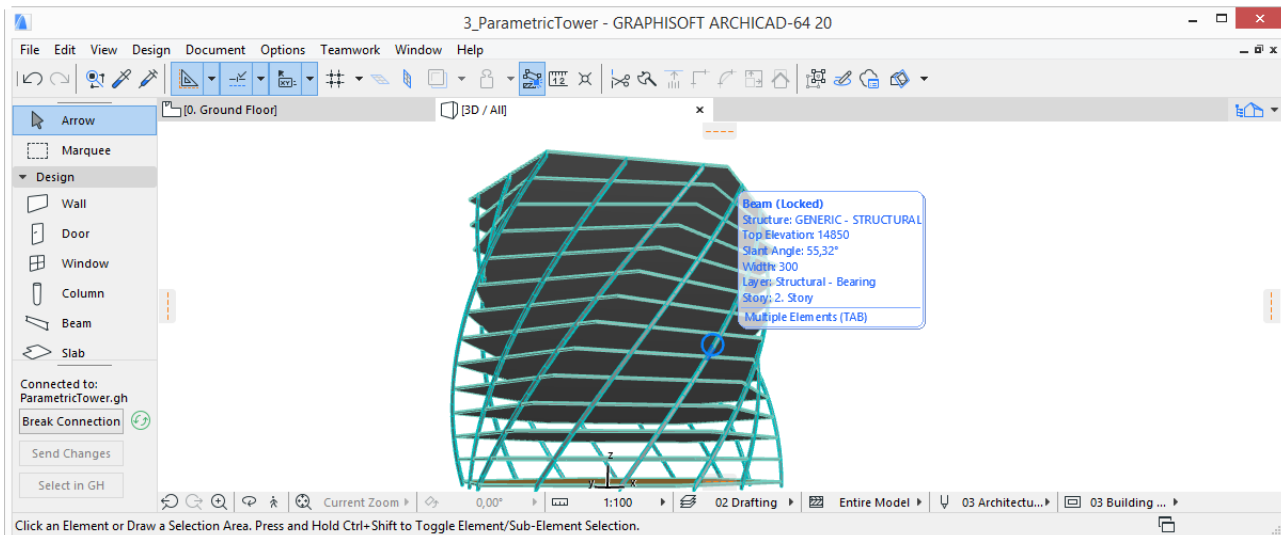 3_ParametricTower - GRAPHISOFT ARCHICAD-64 20
File Edit View Design Document Options Teamwork Window Help
1.2
XY:
[0. Ground Floor]
[3D / All]
Arrow
Marquee
Design
Wall
Door
Window
Column
Beam
Slab
Connected to:
ParametricTower.gh
Break Connection
Send Changes
Select in GH
Beam (Locked)
Structure: GENERIC - STRUCTURAL
Top Elevation: 14850
Slant Angle: 55,32°
Width: 300
Layer: Structural - Bearing
Story: 2. Story
Multiple Elements (TAB)
z
y x
Current Zoom 0,00° 1:100 02 Drafting Entire Model 03 Architectu... 03 Building ...
Click an Element or Draw a Selection Area. Press and Hold Ctrl+Shift to Toggle Element/Sub-Element Selection.